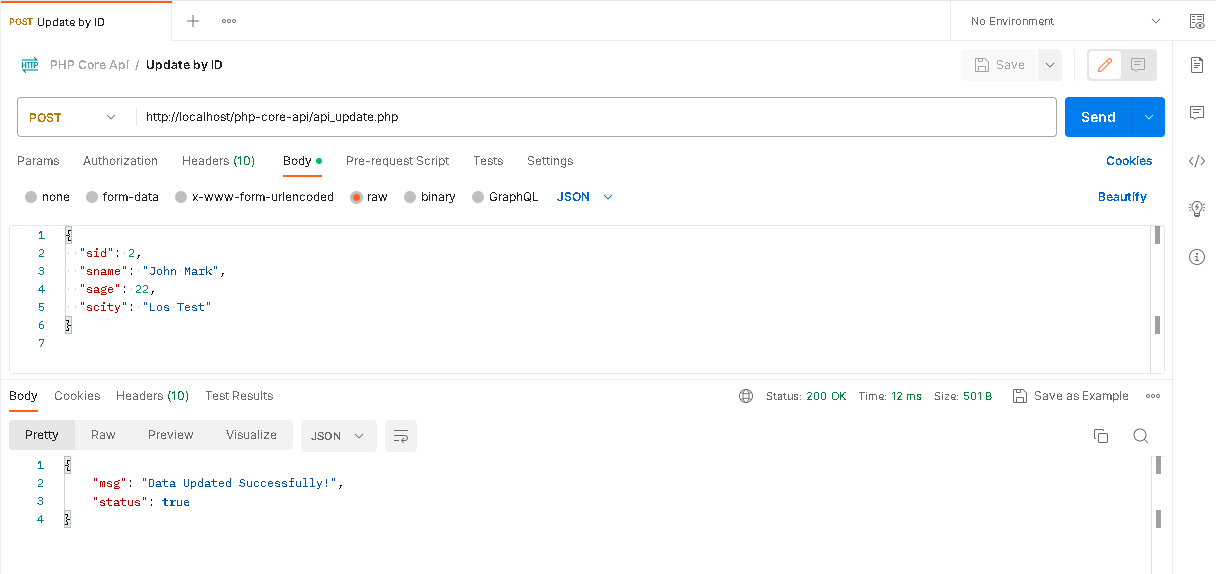 POST Update by ID
No Environment
HTTP PHP Core Api / Update by ID
Save
POST http://localhost/php-core-api/api_update.php
Send
Params Authorization Headers (10) Body Pre-request Script Tests Settings Cookies
none form-data x-www-form-urlencoded raw binary GraphQL JSON Beautify
1 {
2 "sid": 2,
3 "sname": "John Mark",
4 "sage": 22,
5 "scity": "Los Test"
6 }
7
Body Cookies Headers (10) Test Results Status: 200 OK Time: 12 ms Size: 501 B Save as Example
Pretty Raw Preview Visualize JSON
1 {
2 "msg": "Data Updated Successfully!",
3 "status": true
4 }